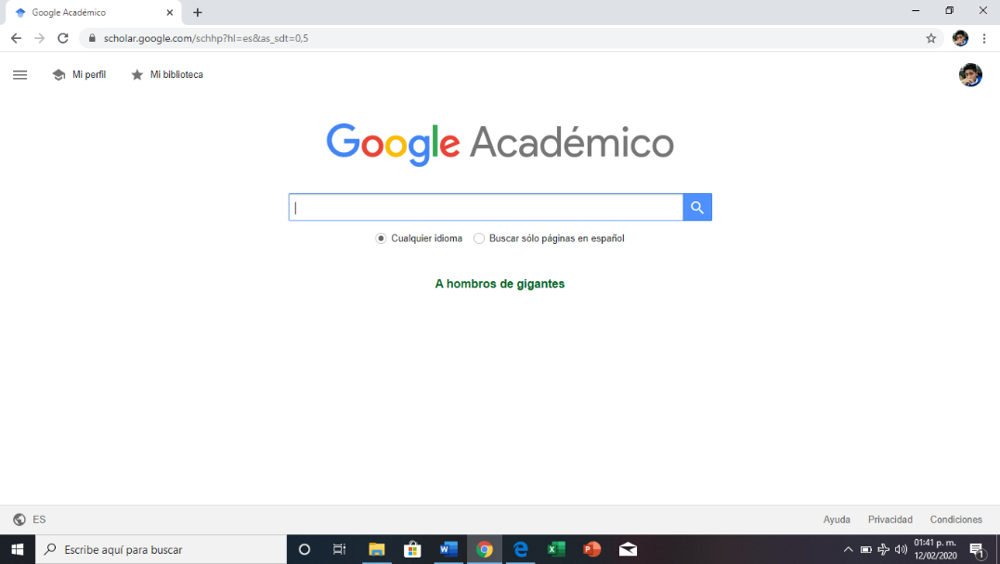 Google Académico
scholar.google.com/schhp?hl=es&as_sdt=0,5
Mi perfil Mi biblioteca
Google Académico
Cualquier idioma Buscar sólo páginas en español
A hombros de gigantes
ES Ayuda Privacidad Condiciones
Escribe aquí para buscar
01:41 p. m.
12/02/2020
1